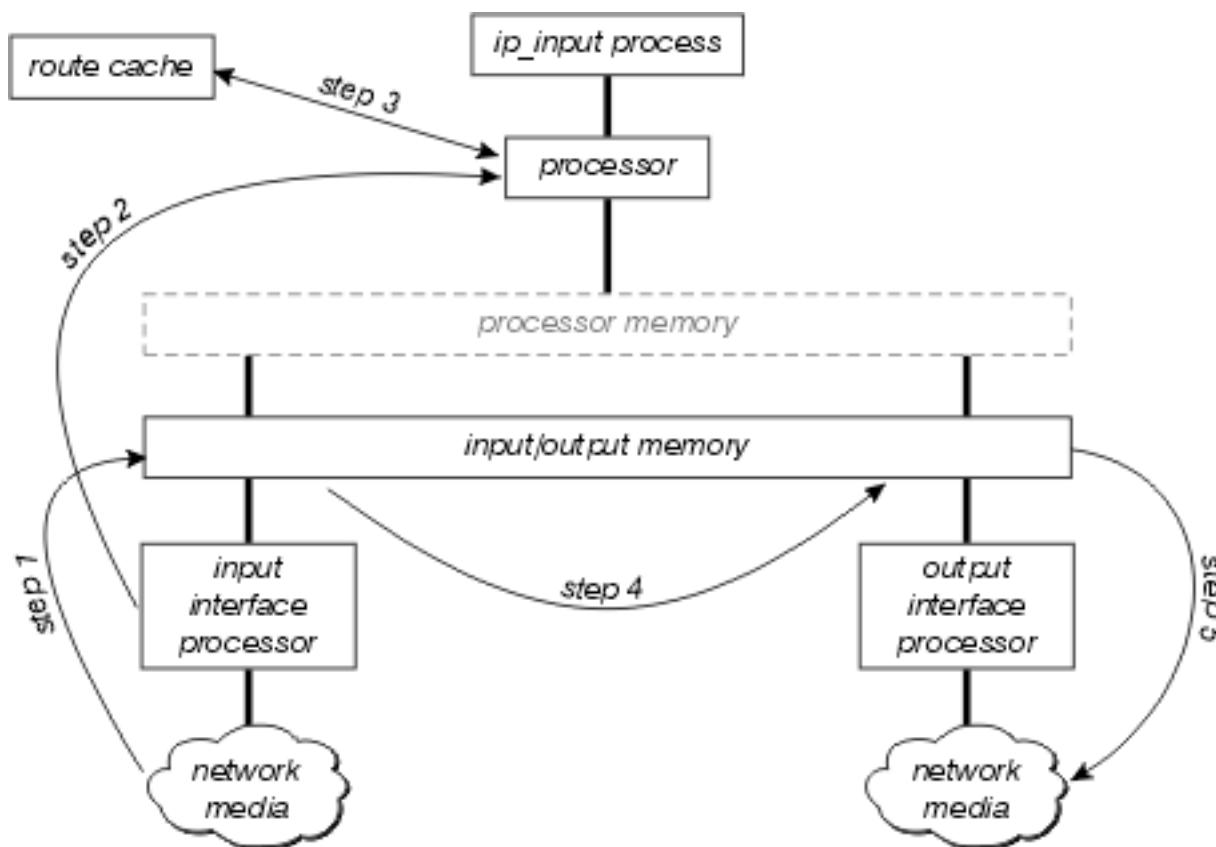 ip_input process
route cache
step 3
processor
step 2
processor memory
input/output memory
step 1
input
interface
processor
step 4
output
interface
processor
step 5
network
media
network
media